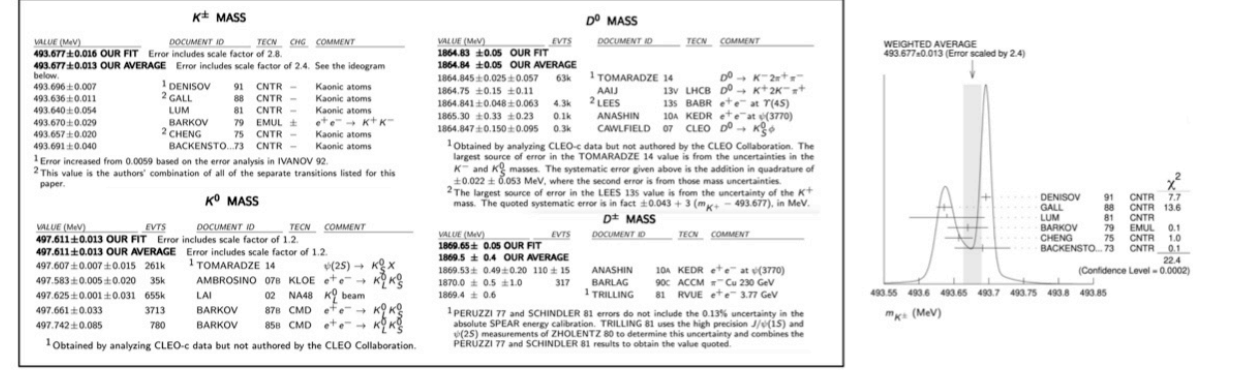 K± MASS
VALUE (MeV) DOCUMENT ID TECN CHG COMMENT
493.677±0.016 OUR FIT Error includes scale factor of 2.8.
493.677±0.013 OUR AVERAGE Error includes scale factor of 2.4. See the ideogram
below.
493.696±0.007 1 DENISOV 91 CNTR − Kaonic atoms
493.636±0.011 2 GALL 88 CNTR − Kaonic atoms
493.640±0.054 LUM 81 CNTR − Kaonic atoms
493.670±0.029 BARKOV 79 EMUL ± e+e− → K+K−
493.657±0.020 2 CHENG 75 CNTR − Kaonic atoms
493.691±0.040 BACKENSTO...73 CNTR − Kaonic atoms
1 Error increased from 0.0059 based on the error analysis in IVANOV 92.
2 This value is the authors' combination of all of the separate transitions listed for this
paper.
K0 MASS
VALUE (MeV) EVTS DOCUMENT ID TECN COMMENT
497.611±0.013 OUR FIT Error includes scale factor of 1.2.
497.611±0.013 OUR AVERAGE Error includes scale factor of 1.2.
497.607±0.007±0.015 261k 1 TOMARADZE 14 ψ(2S) → K0S X
497.583±0.005±0.020 35k AMBROSINO 07B KLOE e+e− → K0L K0S
497.625±0.001±0.031 655k LAI 02 NA48 K0L beam
497.661±0.033 3713 BARKOV 87B CMD e+e− → K0L K0S
497.742±0.085 780 BARKOV 85B CMD e+e− → K0L K0S
1 Obtained by analyzing CLEO-c data but not authored by the CLEO Collaboration.
D0 MASS
VALUE (MeV) EVTS DOCUMENT ID TECN COMMENT
1864.83 ±0.05 OUR FIT
1864.84 ±0.05 OUR AVERAGE
1864.845±0.025±0.057 63k 1 TOMARADZE 14 D0 → K−2π+π−
1864.75 ±0.15 ±0.11 AAIJ 13V LHCB D0 → K+2K−π+
1864.841±0.048±0.063 4.3k 2 LEES 13S BABR e+e− at Υ(4S)
1865.30 ±0.33 ±0.23 0.1k ANASHIN 10A KEDR e+e− at ψ(3770)
1864.847±0.150±0.095 0.3k CAWLFIELD 07 CLEO D0 → K0S φ
1 Obtained by analyzing CLEO-c data but not authored by the CLEO Collaboration. The
largest source of error in the TOMARADZE 14 value is from the uncertainties in the
K− and K0S masses. The systematic error given above is the addition in quadrature of
±0.022 ± 0.053 MeV, where the second error is from those mass uncertainties.
2 The largest source of error in the LEES 13S value is from the uncertainty of the K+
mass. The quoted systematic error is in fact ±0.043 + 3 (mK+ − 493.677), in MeV.
D± MASS
VALUE (MeV) EVTS DOCUMENT ID TECN COMMENT
1869.65± 0.05 OUR FIT
1869.5 ± 0.4 OUR AVERAGE
1869.53± 0.49±0.20 110 ± 15 ANASHIN 10A KEDR e+e− at ψ(3770)
1870.0 ± 0.5 ±1.0 317 BARLAG 90C ACCM π− Cu 230 GeV
1869.4 ± 0.6 1 TRILLING 81 RVUE e+e− 3.77 GeV
1 PERUZZI 77 and SCHINDLER 81 errors do not include the 0.13% uncertainty in the
absolute SPEAR energy calibration. TRILLING 81 uses the high precision J/ψ(1S) and
ψ(2S) measurements of ZHOLENTZ 80 to determine this uncertainty and combines the
PERUZZI 77 and SCHINDLER 81 results to obtain the value quoted.
WEIGHTED AVERAGE
493.677±0.013 (Error scaled by 2.4)
χ2
DENISOV 91 CNTR 7.7
GALL 88 CNTR 13.6
LUM 81 CNTR
BARKOV 79 EMUL 0.1
CHENG 75 CNTR 1.0
BACKENSTO... 73 CNTR 0.1
22.4
(Confidence Level = 0.0002)
493.55 493.6 493.65 493.7 493.75 493.8 493.85
mK± (MeV)